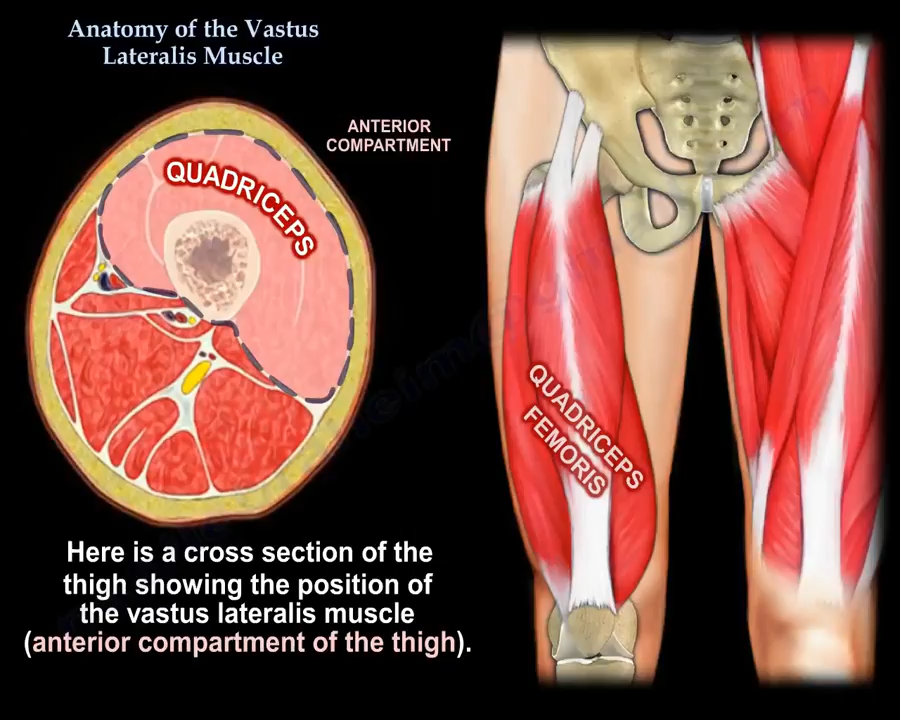 Anatomy of the Vastus
Lateralis Muscle
ANTERIOR
COMPARTMENT
QUADRICEPS
QUADRICEPS
FEMORIS
Here is a cross section of the
thigh showing the position of
the vastus lateralis muscle
(anterior compartment of the thigh).